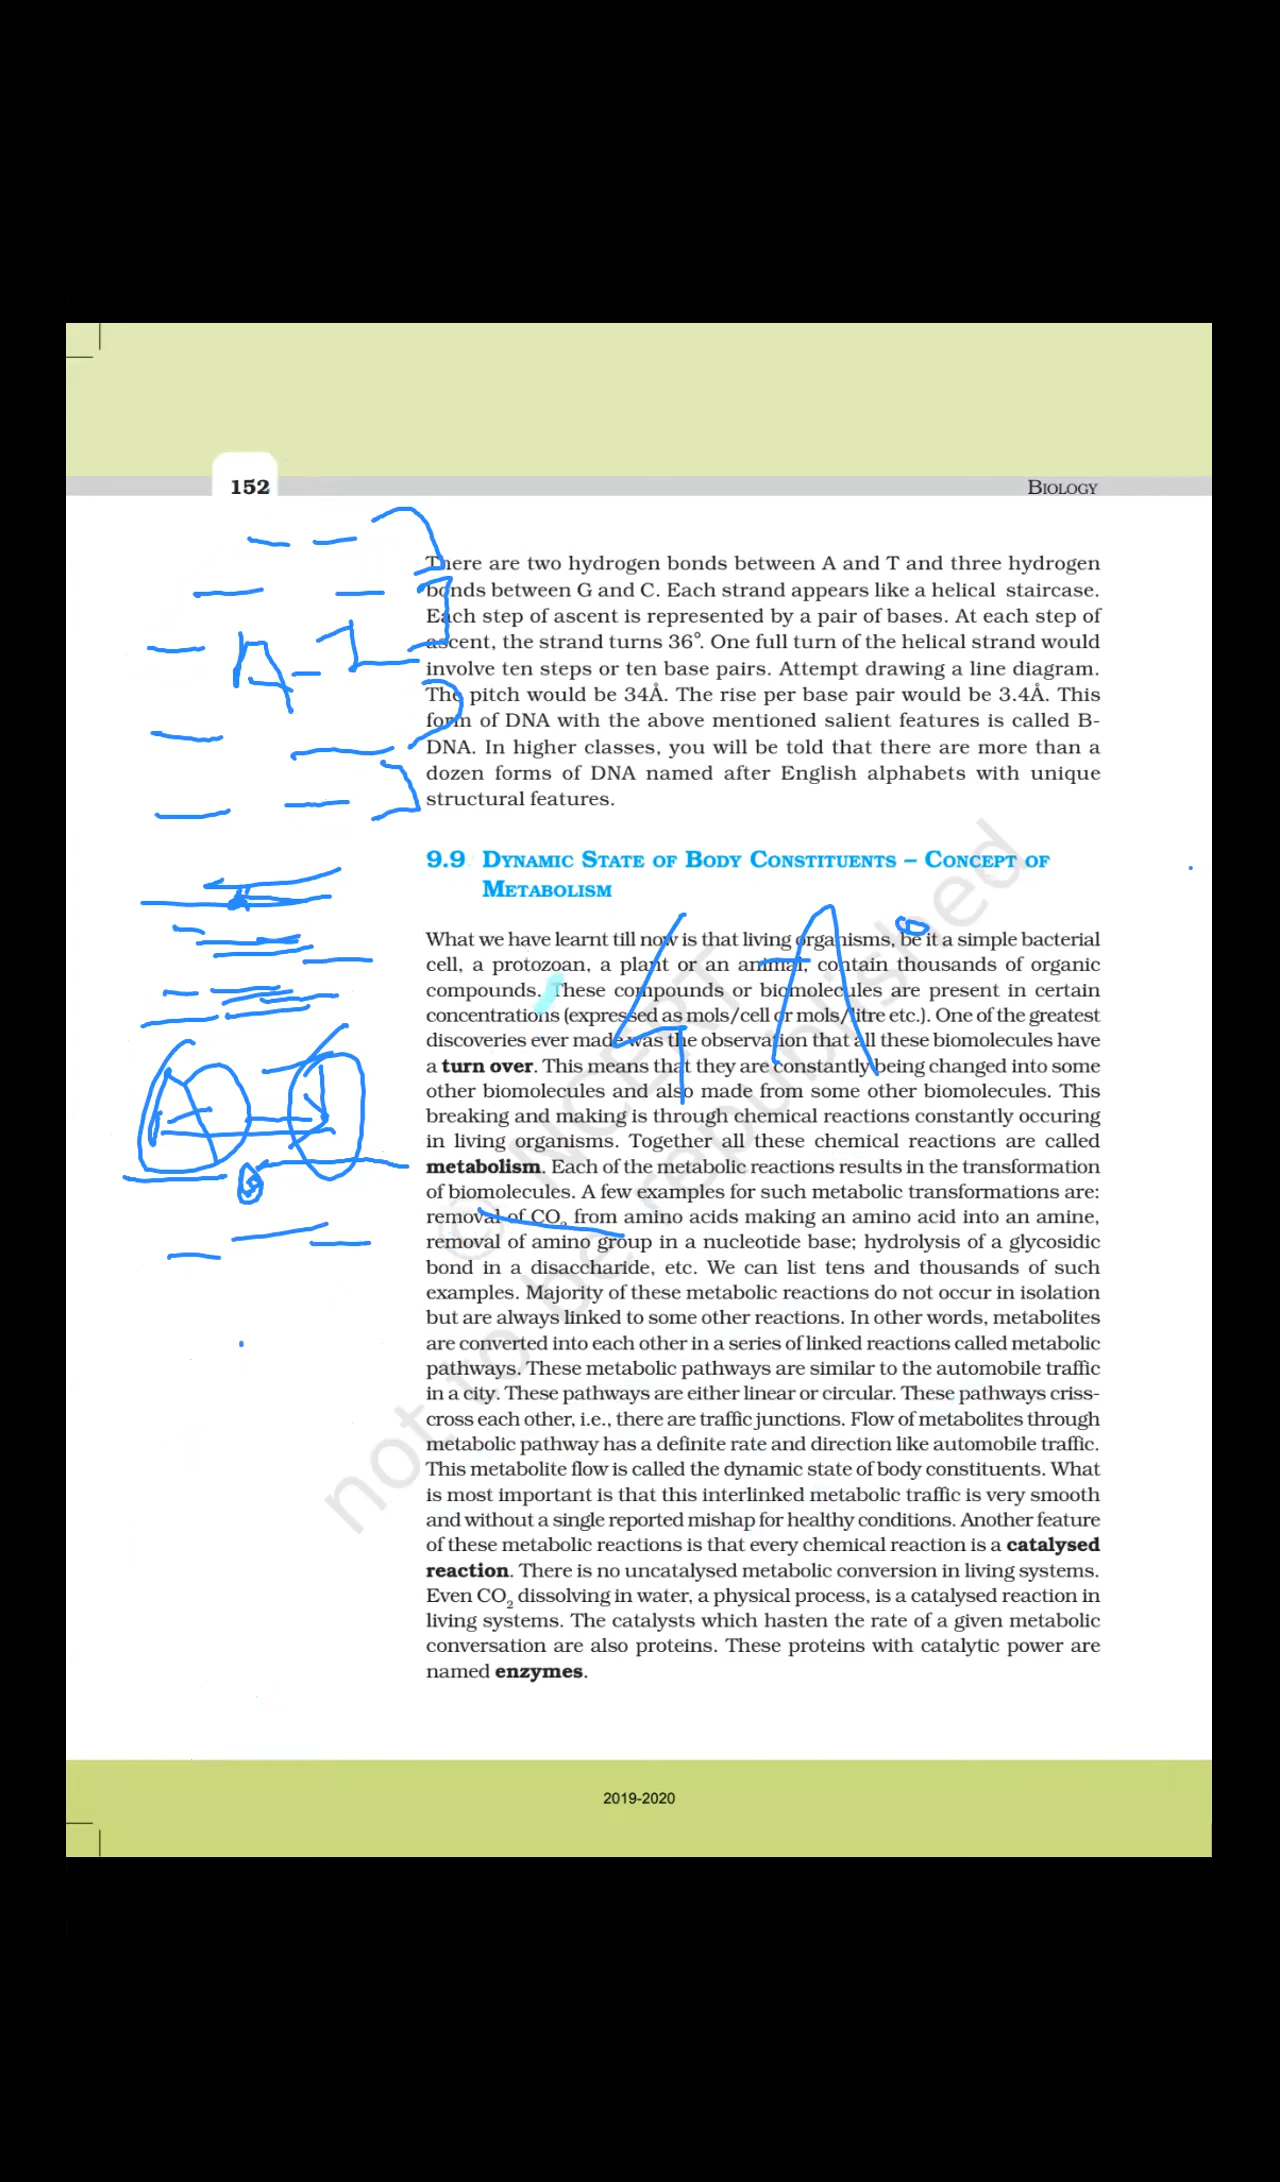 152
BIOLOGY
There are two hydrogen bonds between A and T and three hydrogen
bonds between G and C. Each strand appears like a helical staircase.
Each step of ascent is represented by a pair of bases. At each step of
ascent, the strand turns 36°. One full turn of the helical strand would
involve ten steps or ten base pairs. Attempt drawing a line diagram.
The pitch would be 34Å. The rise per base pair would be 3.4Å. This
form of DNA with the above mentioned salient features is called B-
DNA. In higher classes, you will be told that there are more than a
dozen forms of DNA named after English alphabets with unique
structural features.
9.9 DYNAMIC STATE OF BODY CONSTITUENTS – CONCEPT OF
METABOLISM
What we have learnt till now is that living organisms, be it a simple bacterial
cell, a protozoan, a plant or an animal, contain thousands of organic
compounds. These compounds or biomolecules are present in certain
concentrations (expressed as mols/cell or mols/litre etc.). One of the greatest
discoveries ever made was the observation that all these biomolecules have
a turn over. This means that they are constantly being changed into some
other biomolecules and also made from some other biomolecules. This
breaking and making is through chemical reactions constantly occuring
in living organisms. Together all these chemical reactions are called
metabolism. Each of the metabolic reactions results in the transformation
of biomolecules. A few examples for such metabolic transformations are:
removal of CO₂ from amino acids making an amino acid into an amine,
removal of amino group in a nucleotide base; hydrolysis of a glycosidic
bond in a disaccharide, etc. We can list tens and thousands of such
examples. Majority of these metabolic reactions do not occur in isolation
but are always linked to some other reactions. In other words, metabolites
are converted into each other in a series of linked reactions called metabolic
pathways. These metabolic pathways are similar to the automobile traffic
in a city. These pathways are either linear or circular. These pathways criss-
cross each other, i.e., there are traffic junctions. Flow of metabolites through
metabolic pathway has a definite rate and direction like automobile traffic.
This metabolite flow is called the dynamic state of body constituents. What
is most important is that this interlinked metabolic traffic is very smooth
and without a single reported mishap for healthy conditions. Another feature
of these metabolic reactions is that every chemical reaction is a catalysed
reaction. There is no uncatalysed metabolic conversion in living systems.
Even CO₂ dissolving in water, a physical process, is a catalysed reaction in
living systems. The catalysts which hasten the rate of a given metabolic
conversation are also proteins. These proteins with catalytic power are
named enzymes.
© NCERT
not to be republished
2019-2020